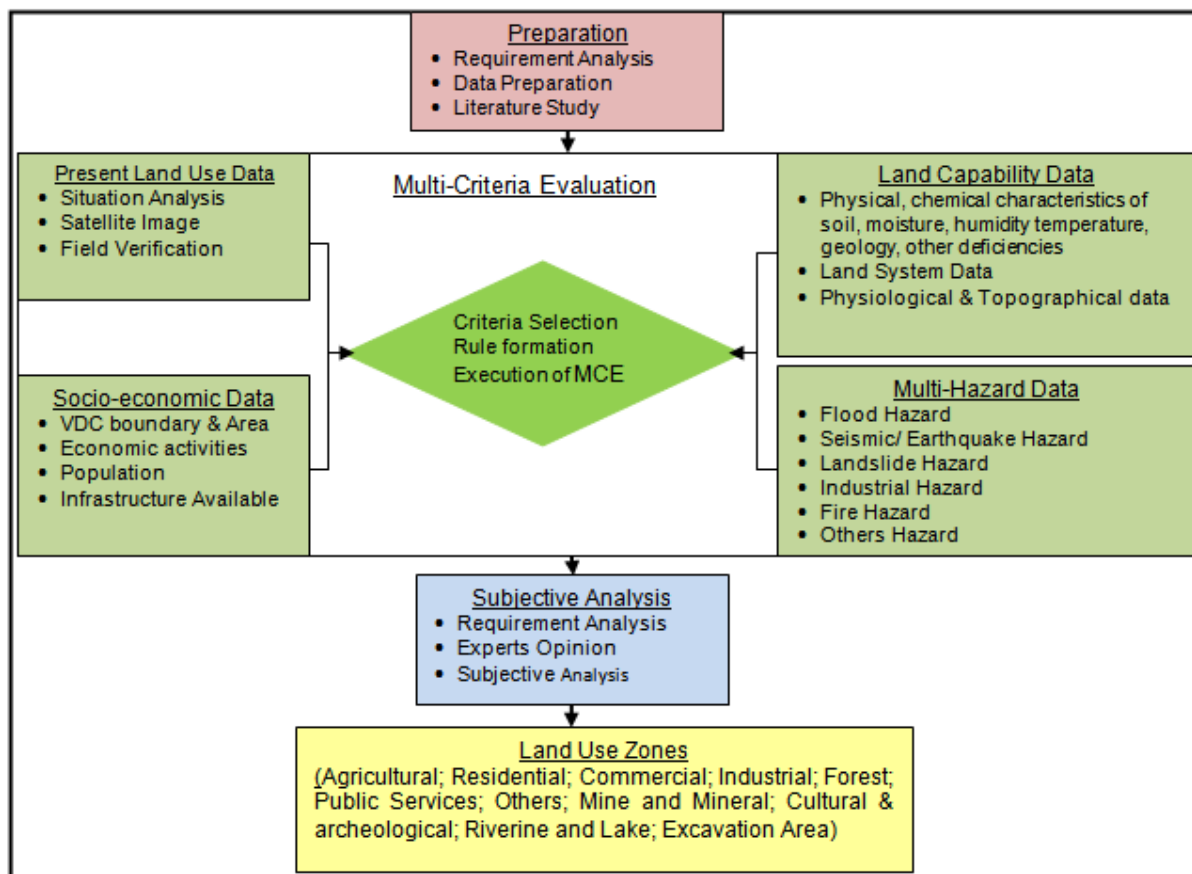 Preparation
• Requirement Analysis
• Data Preparation
• Literature Study
Present Land Use Data
• Situation Analysis
• Satellite Image
• Field Verification
Multi-Criteria Evaluation
Land Capability Data
• Physical, chemical characteristics of
soil, moisture, humidity temperature,
geology, other deficiencies
• Land System Data
• Physiological & Topographical data
Criteria Selection
Rule formation
Execution of MCE
Socio-economic Data
• VDC boundary & Area
• Economic activities
• Population
• Infrastructure Available
Multi-Hazard Data
• Flood Hazard
• Seismic/ Earthquake Hazard
• Landslide Hazard
• Industrial Hazard
• Fire Hazard
• Others Hazard
Subjective Analysis
• Requirement Analysis
• Experts Opinion
• Subjective Analysis
Land Use Zones
(Agricultural; Residential; Commercial; Industrial; Forest;
Public Services; Others; Mine and Mineral; Cultural &
archeological; Riverine and Lake; Excavation Area)